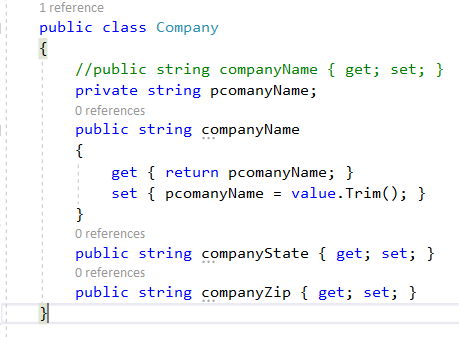 1 reference
public class Company
{
//public string companyName { get; set; }
private string pcomanyName;
0 references
public string companyName
{
get { return pcomanyName; }
set { pcomanyName = value.Trim(); }
}
0 references
public string companyState { get; set; }
0 references
public string companyZip { get; set; }
}